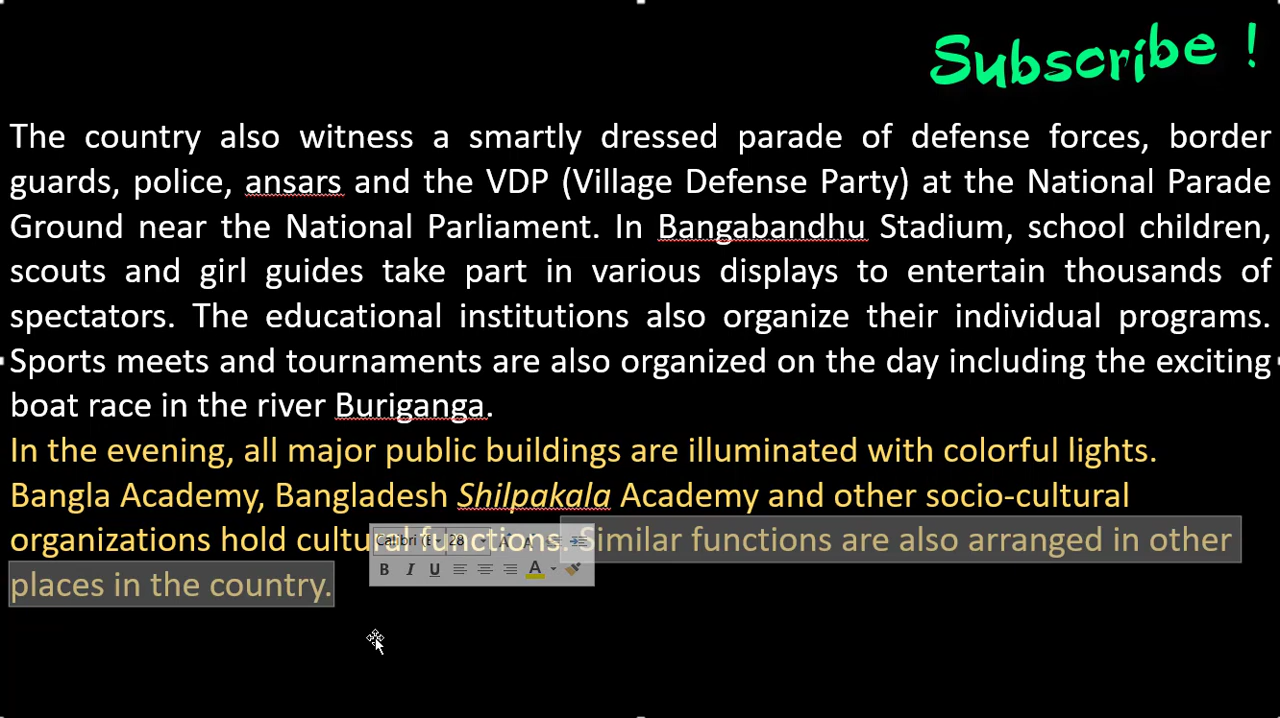 Subscribe !
The country also witness a smartly dressed parade of defense forces, border
guards, police, ansars and the VDP (Village Defense Party) at the National Parade
Ground near the National Parliament. In Bangabandhu Stadium, school children,
scouts and girl guides take part in various displays to entertain thousands of
spectators. The educational institutions also organize their individual programs.
Sports meets and tournaments are also organized on the day including the exciting
boat race in the river Buriganga.
In the evening, all major public buildings are illuminated with colorful lights.
Bangla Academy, Bangladesh Shilpakala Academy and other socio-cultural
organizations hold cultural functions. Similar functions are also arranged in other
places in the country.
Calibri (E 28
B I U A